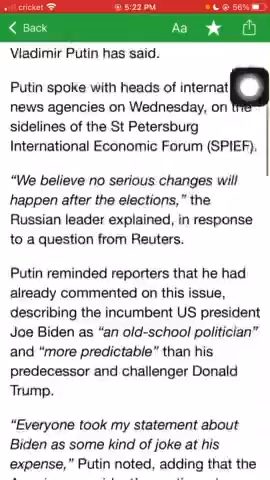 cricket 5:22 PM 56%
Back Aa
Vladimir Putin has said.
Putin spoke with heads of internat
news agencies on Wednesday, on the
sidelines of the St Petersburg
International Economic Forum (SPIEF).
“We believe no serious changes will
happen after the elections,” the
Russian leader explained, in response
to a question from Reuters.
Putin reminded reporters that he had
already commented on this issue,
describing the incumbent US president
Joe Biden as “an old-school politician”
and “more predictable” than his
predecessor and challenger Donald
Trump.
“Everyone took my statement about
Biden as some kind of joke at his
expense,” Putin noted, adding that the